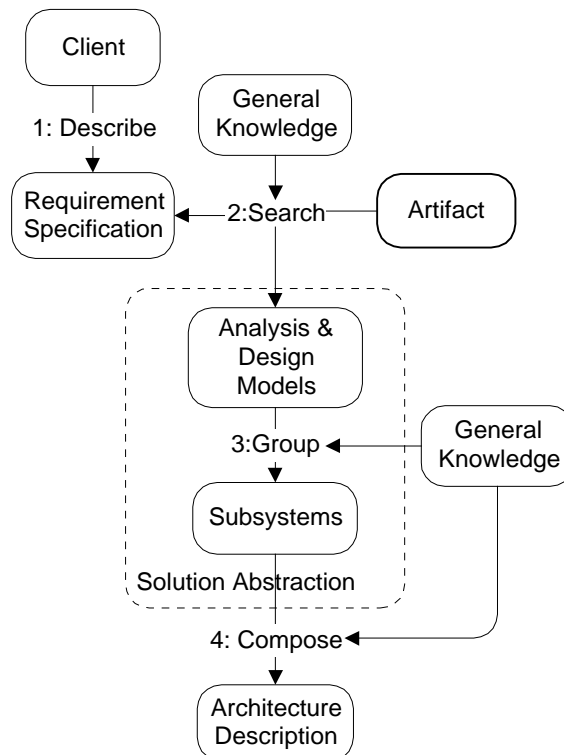 Client
General
Knowledge
1: Describe
Requirement
Specification
2:Search
Artifact
Analysis &
Design
Models
3:Group
General
Knowledge
Subsystems
Solution Abstraction
4: Compose
Architecture
Description